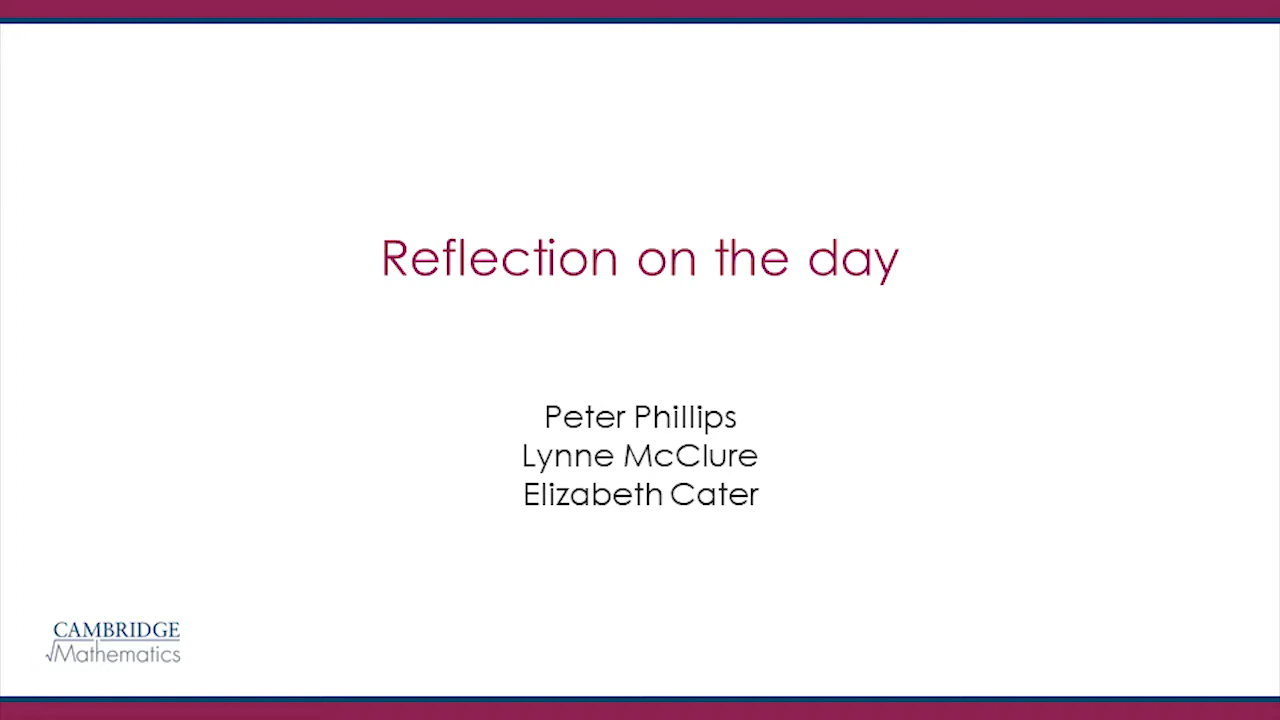 Reflection on the day
Peter Phillips
Lynne McClure
Elizabeth Cater
CAMBRIDGE
Mathematics